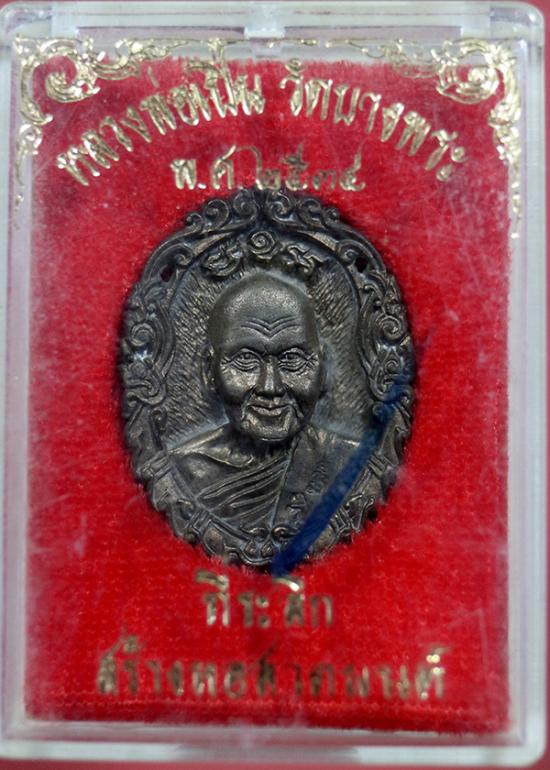 หลวงพ่อเปิ่น วัดบางพระ
พ.ศ ๒๕๓๔
ที่ระลึก
สร้างหอสวดมนต์